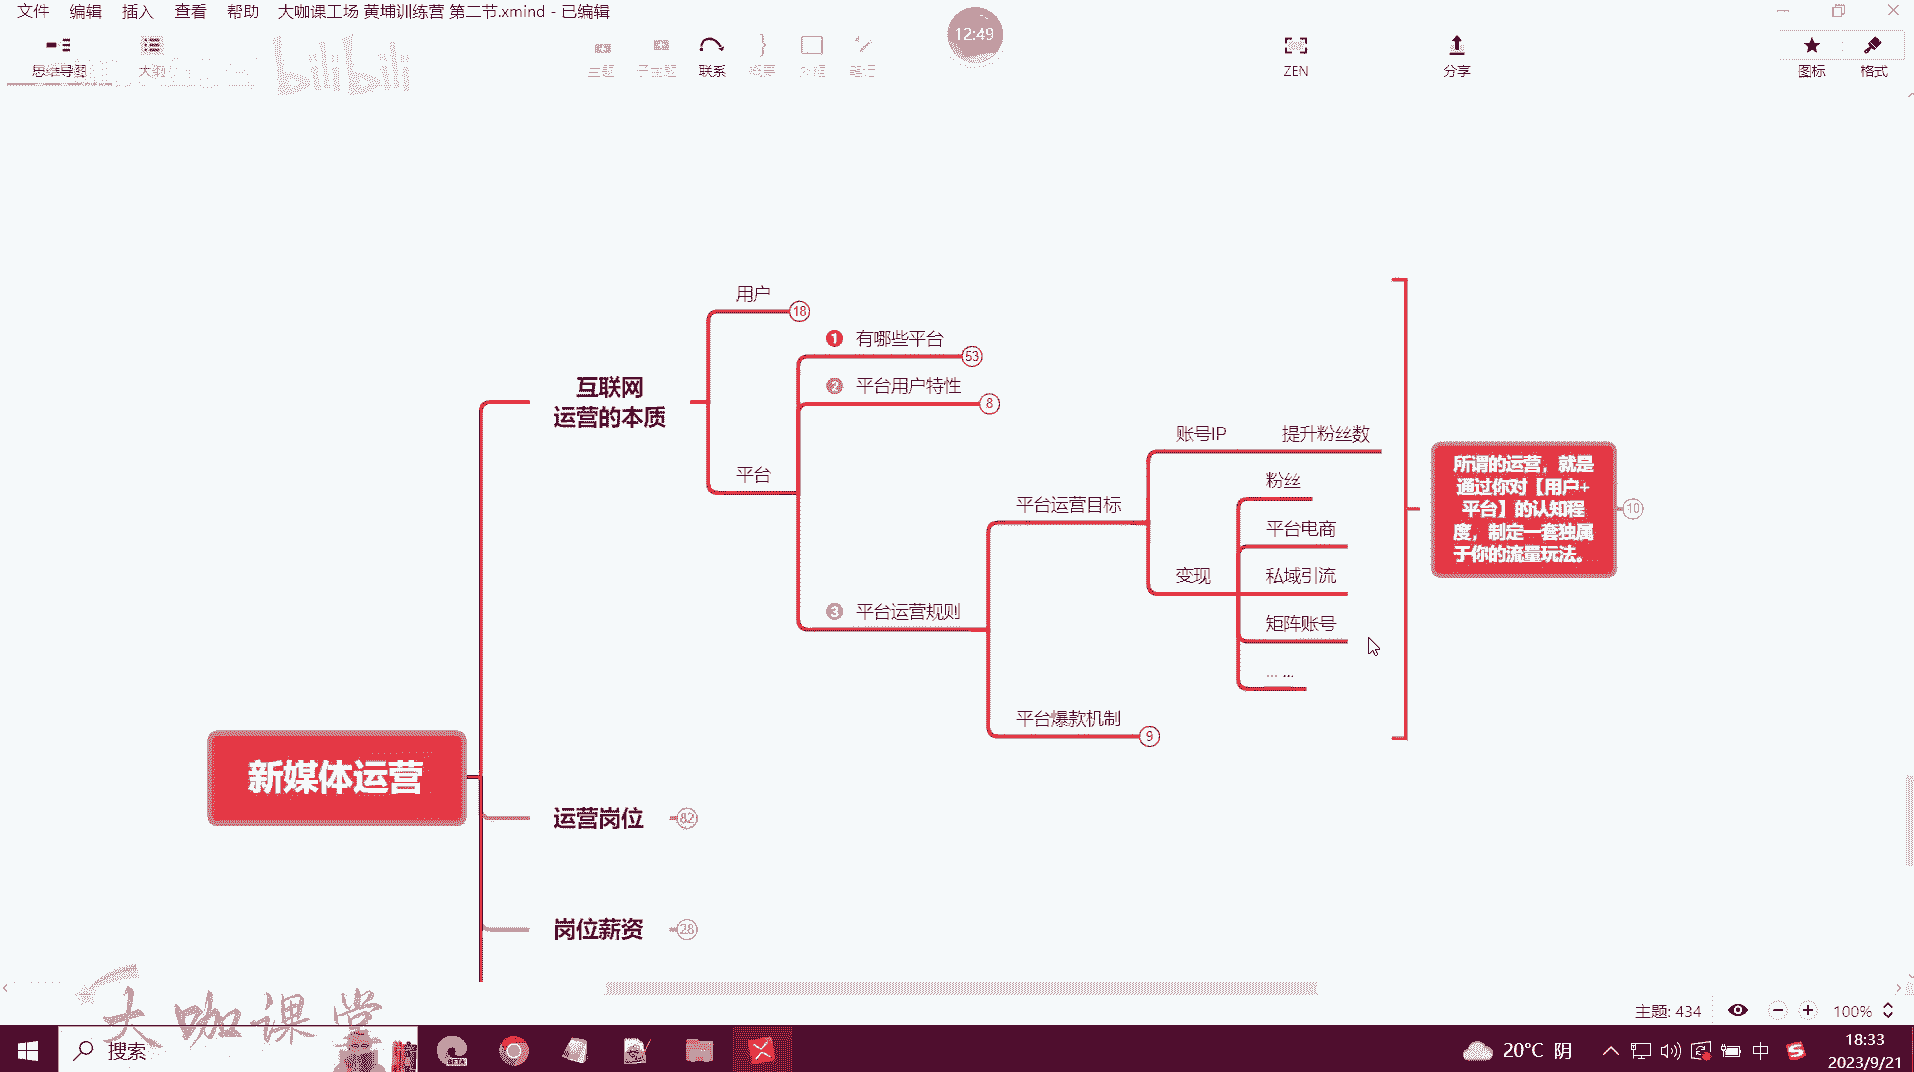 文件 编辑 插入 查看 帮助 大咖课工场 黄埔训练营 第二节.xmind - 已编辑
12:49
思维导图 大纲 bilibili 主题 子主题 联系 概要 外框 笔记 ZEN 分享 图标 格式
用户 18
1 有哪些平台 53
2 平台用户特性 8
互联网
运营的本质
账号IP 提升粉丝数
粉丝
平台
平台运营目标
平台电商
变现 私域引流
3 平台运营规则
矩阵账号
... ...
平台爆款机制 9
所谓的运营，就是
通过你对【用户+
平台】的认知程
度，制定一套独属
于你的流量玩法。
10
新媒体运营
运营岗位 82
岗位薪资 28
大咖课堂
主题: 434 100%
搜索 BETA 20°C 阴 中 18:33
2023/9/21